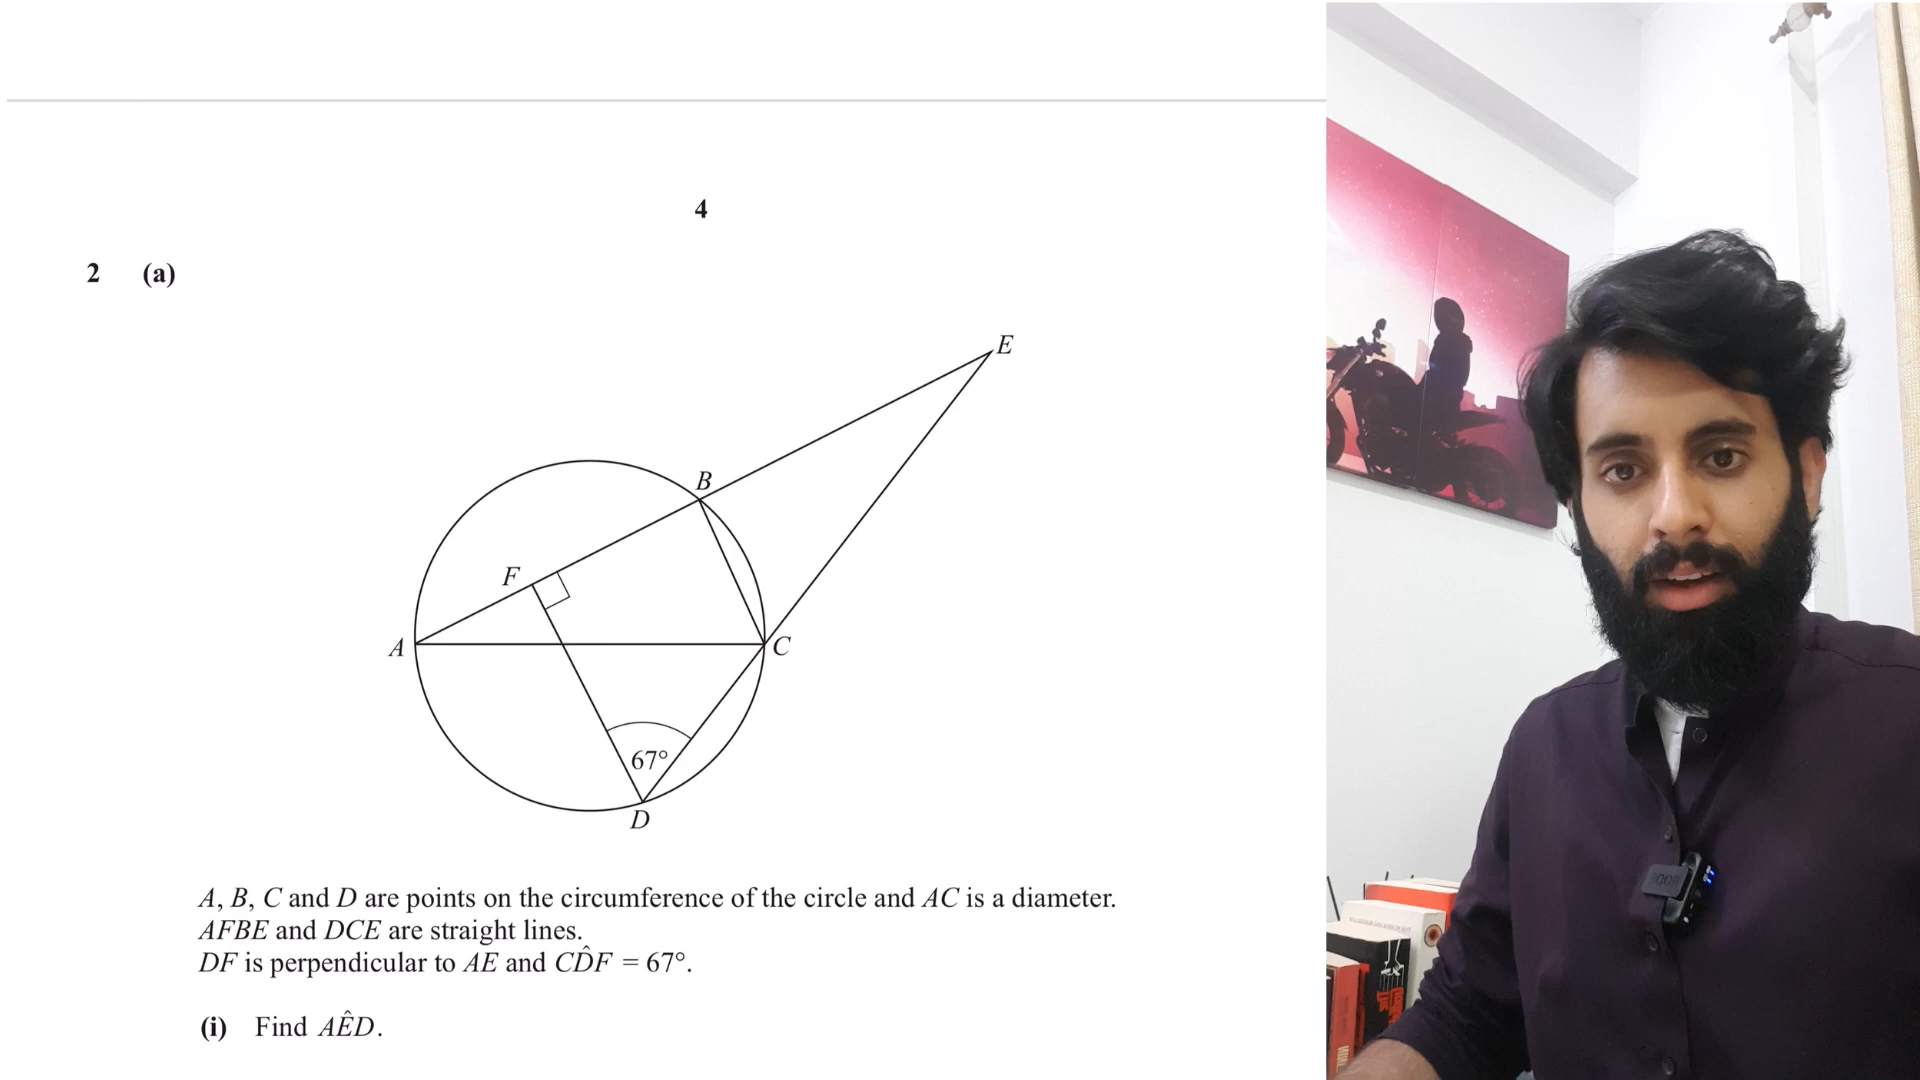 4
2 (a)
E
B
F
A
C
67°
D
A, B, C and D are points on the circumference of the circle and AC is a diameter.
AFBE and DCE are straight lines.
DF is perpendicular to AE and CD̂F = 67°.
(i) Find AÊD.